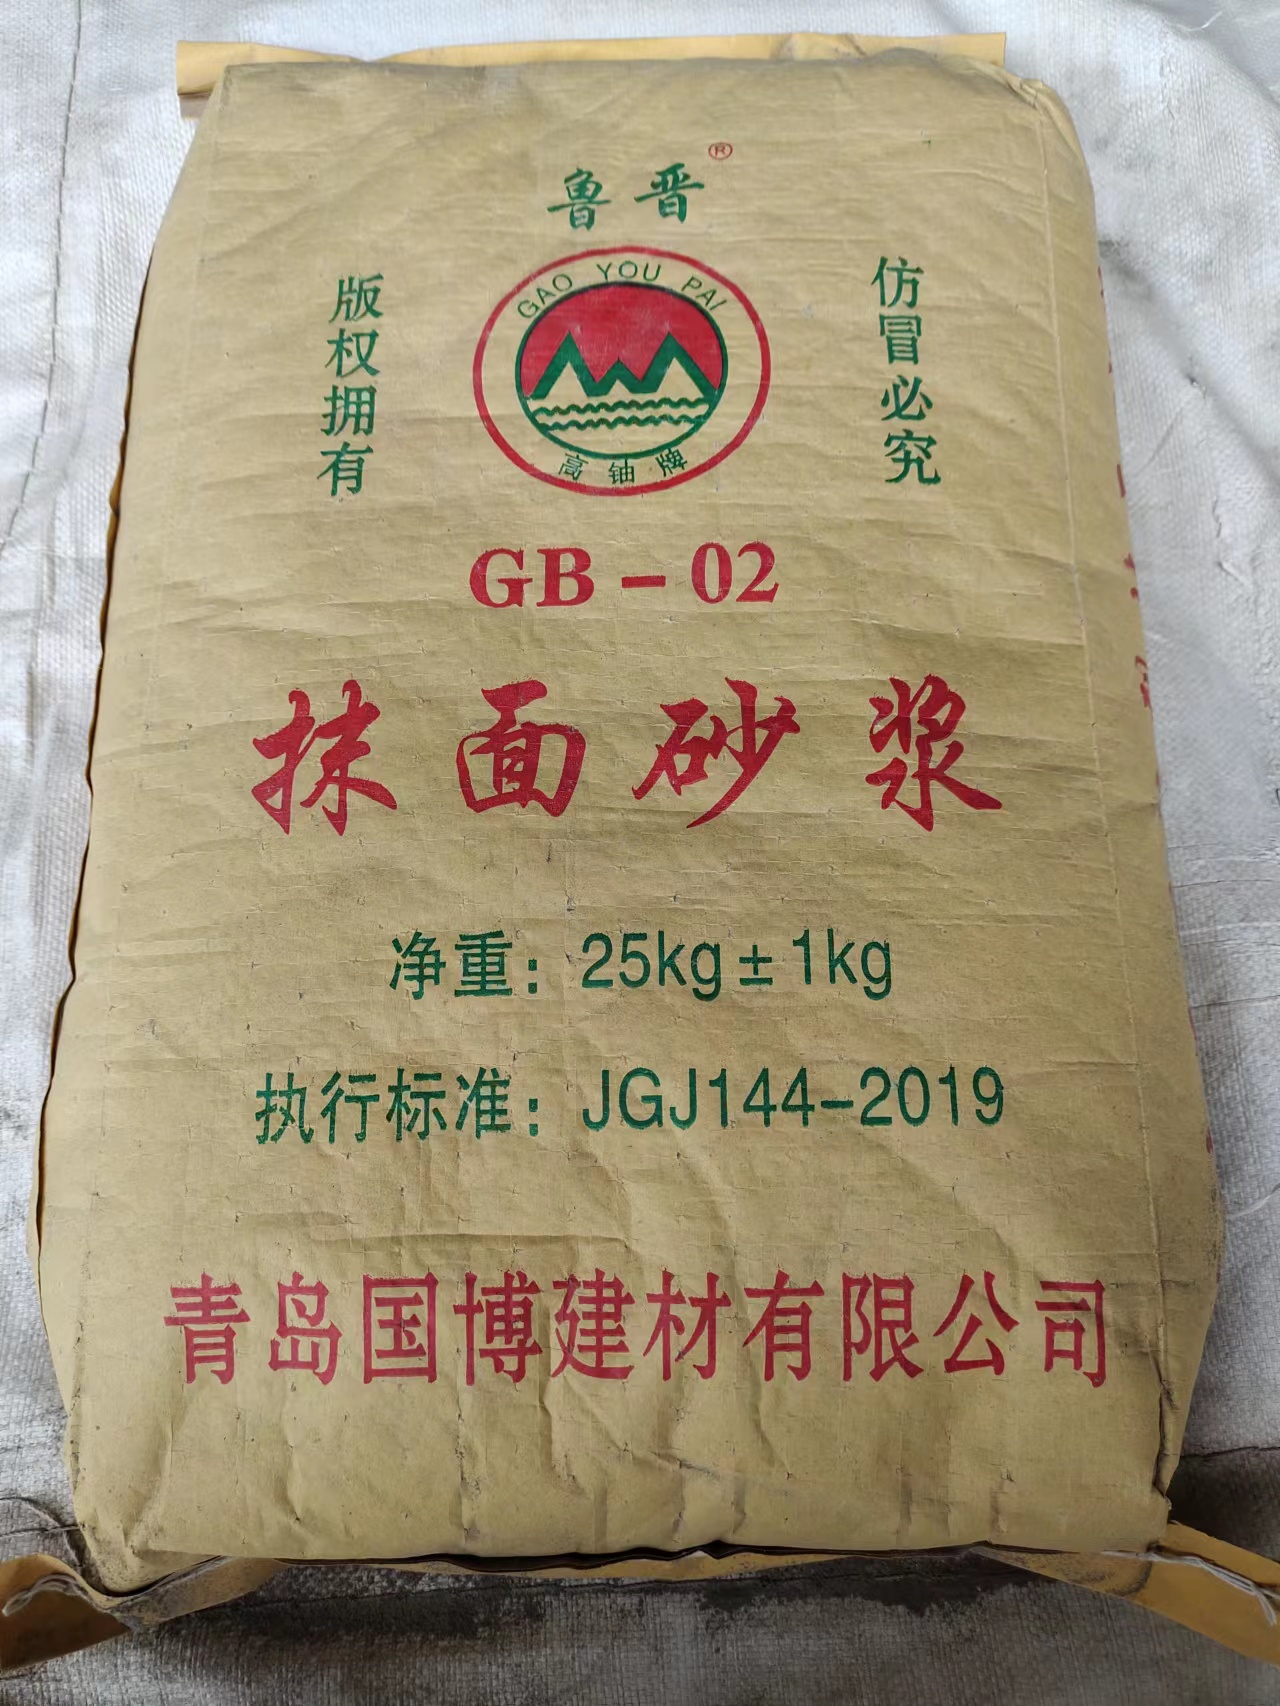 鲁晋®
GAO YOU PAI
高铀牌
版权拥有
仿冒必究
GB-02
抹面砂浆
净重：25kg±1kg
执行标准：JGJ144-2019
青岛国博建材有限公司